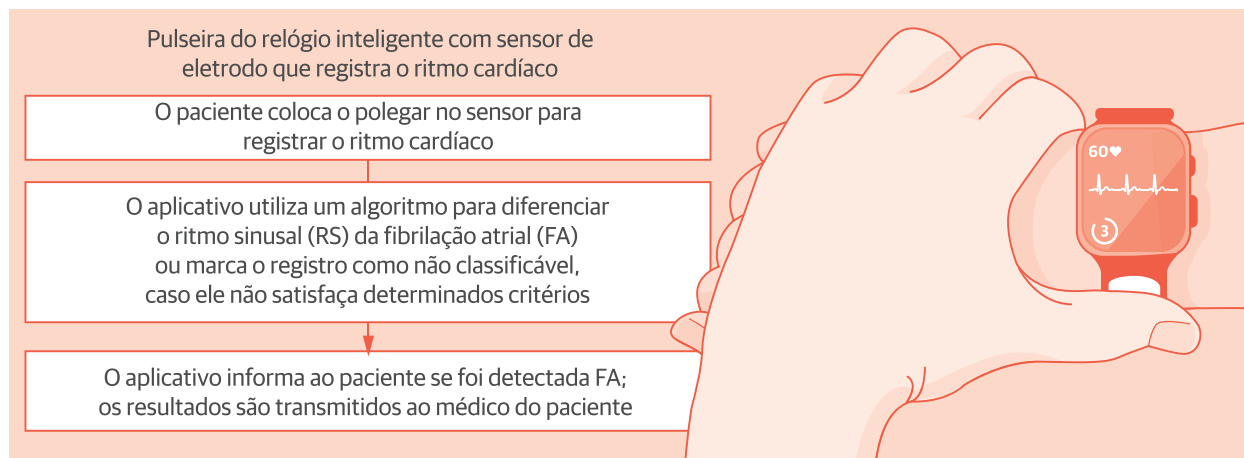 Pulseira do relógio inteligente com sensor de
eletrodo que registra o ritmo cardíaco
O paciente coloca o polegar no sensor para
registrar o ritmo cardíaco
O aplicativo utiliza um algoritmo para diferenciar
o ritmo sinusal (RS) da fibrilação atrial (FA)
ou marca o registro como não classificável,
caso ele não satisfaça determinados critérios
O aplicativo informa ao paciente se foi detectada FA;
os resultados são transmitidos ao médico do paciente
60
3